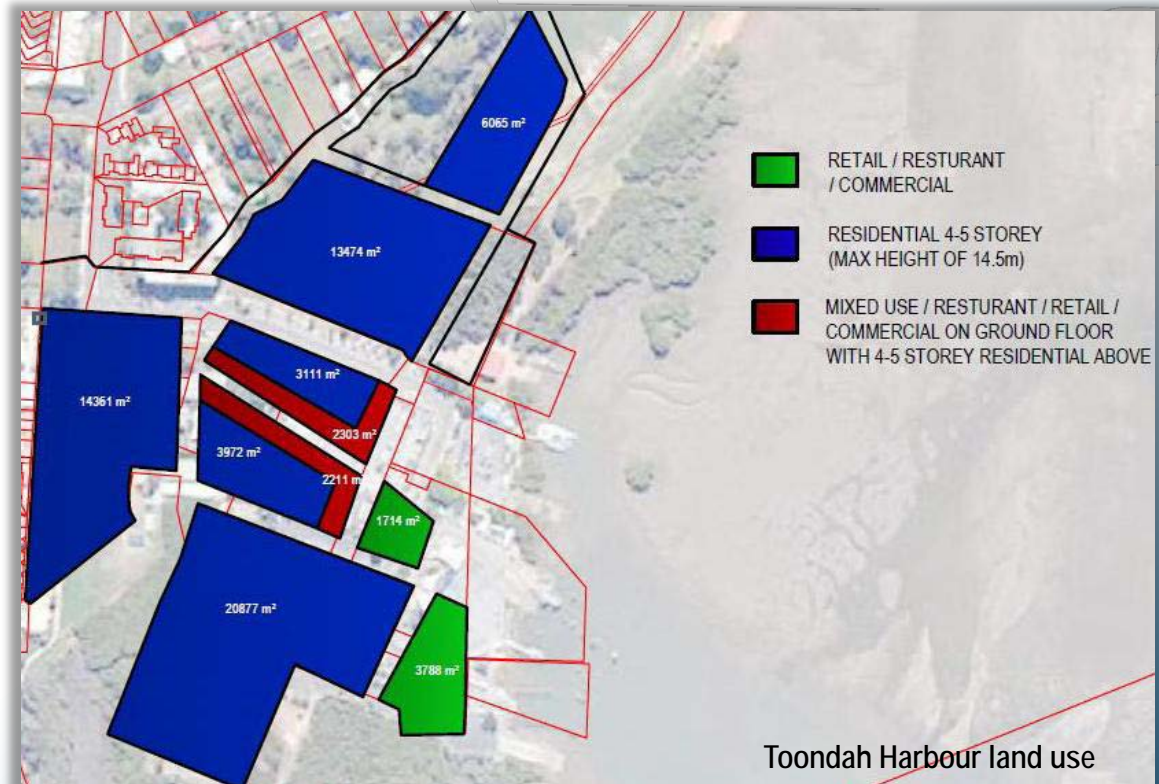 6065 m²
RETAIL / RESTURANT
/ COMMERCIAL
13474 m²
RESIDENTIAL 4-5 STOREY
(MAX HEIGHT OF 14.5m)
MIXED USE / RESTURANT / RETAIL /
COMMERCIAL ON GROUND FLOOR
WITH 4-5 STOREY RESIDENTIAL ABOVE
3111 m²
14361 m²
2303 m²
3972 m²
2211 m
1714 m²
20877 m²
3788 m²
Toondah Harbour land use